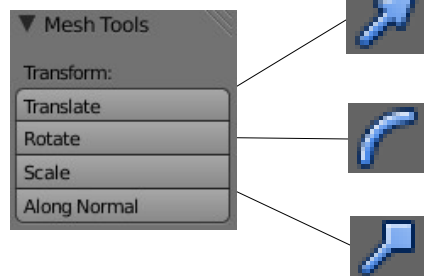 Mesh Tools
Transform:
Translate
Rotate
Scale
Along Normal